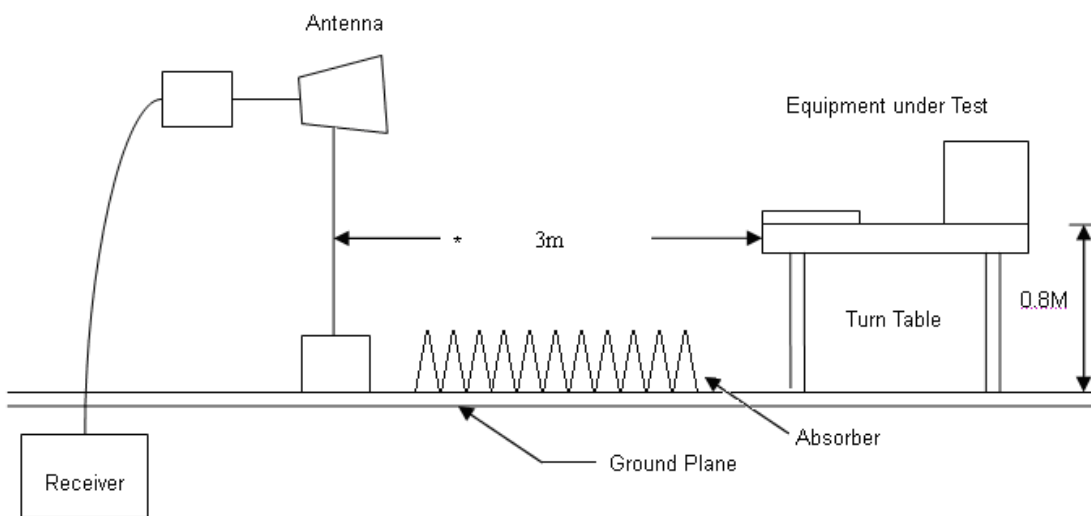 Antenna
Equipment under Test
* 3m
0.8M
Turn Table
Absorber
Ground Plane
Receiver